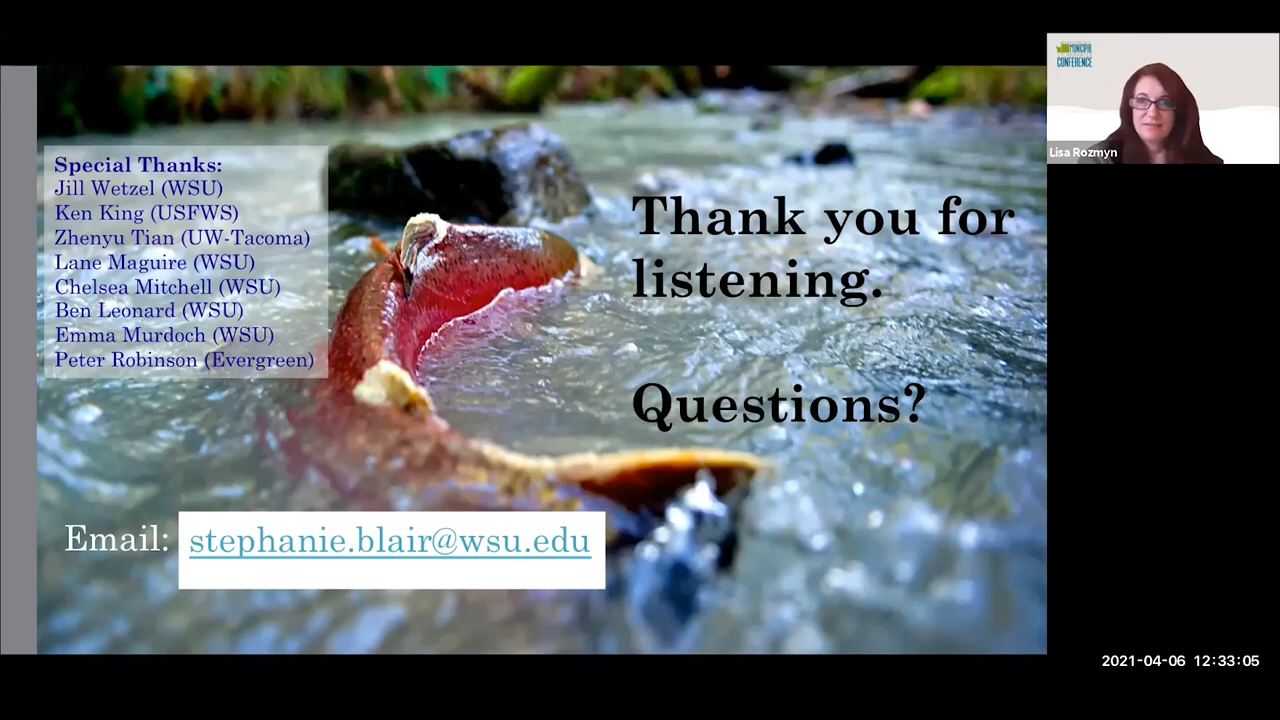 Special Thanks:
Jill Wetzel (WSU)
Ken King (USFWS)
Zhenyu Tian (UW-Tacoma)
Lane Maguire (WSU)
Chelsea Mitchell (WSU)
Ben Leonard (WSU)
Emma Murdoch (WSU)
Peter Robinson (Evergreen)
Thank you for
listening.
Questions?
Email: stephanie.blair@wsu.edu
MUNICIPAL
CONFERENCE
Lisa Rozmyn
2021-04-06 12:33:05